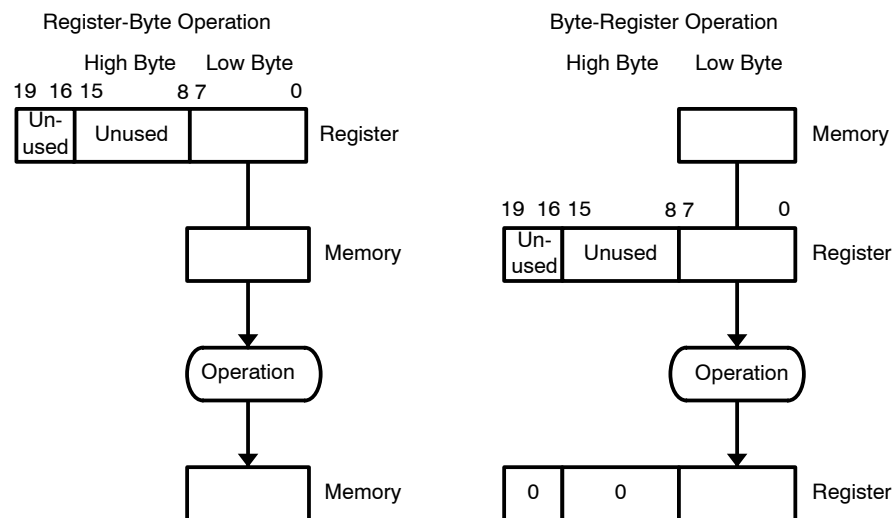 Register-Byte Operation
High Byte Low Byte
19 16 15 8 7 0
Un-
used
Unused
Register
Memory
Operation
Memory
Byte-Register Operation
High Byte Low Byte
Memory
19 16 15 8 7 0
Un-
used
Unused
Register
Operation
0 0 Register